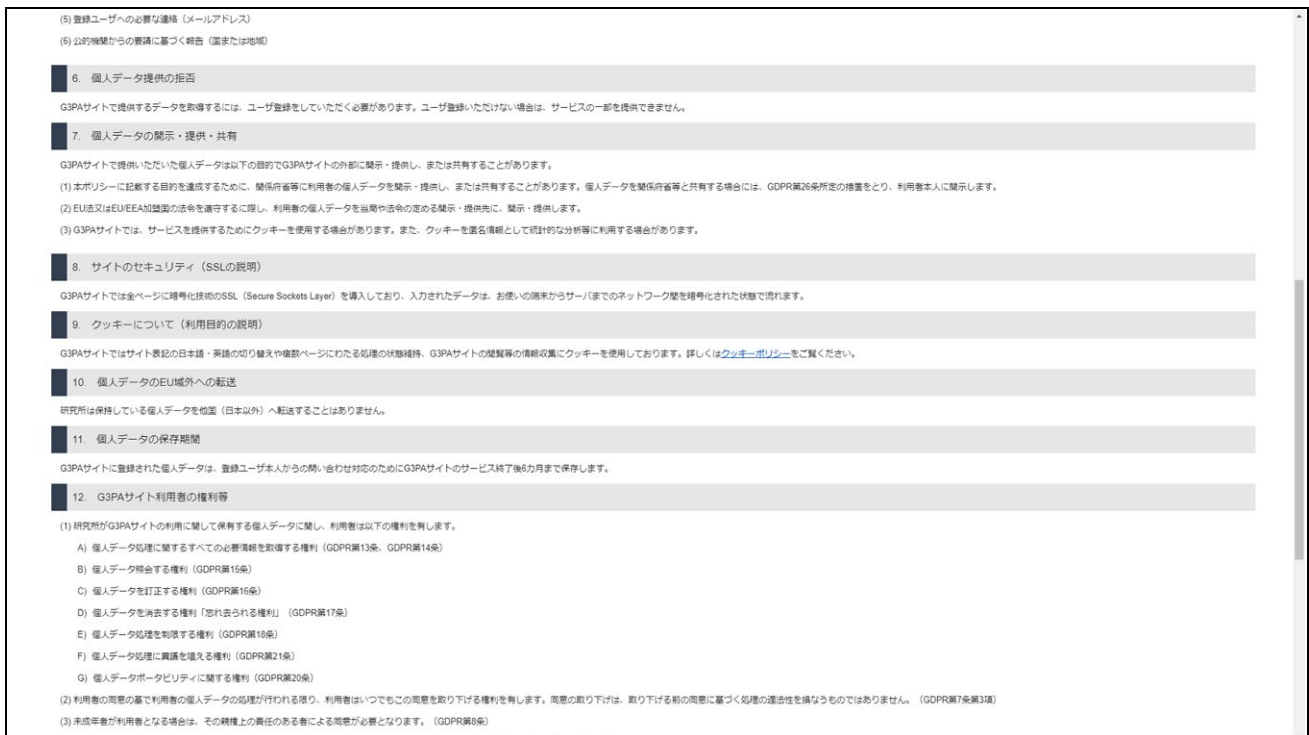 (5) 登録ユーザへの必要な連絡（メールアドレス）
(6) 公的機関からの要請に基づく報告（国または地域）
6. 個人データ提供の拒否
G3PAサイトで提供するデータを取得するには、ユーザ登録をしていただく必要があります。ユーザ登録いただけない場合は、サービスの一部を提供できません。
7. 個人データの開示・提供・共有
G3PAサイトで提供いただいた個人データは以下の目的でG3PAサイトの外部に開示・提供し、または共有することがあります。
(1) 本ポリシーに記載する目的を達成するために、関係府省等に利用者の個人データを開示・提供し、または共有することがあります。個人データを関係府省等と共有する場合には、GDPR第26条所定の措置をとり、利用者本人に開示します。
(2) EU法又はEU/EEA加盟国の法令を遵守するに際し、利用者の個人データを当局や法令の定める開示・提供先に、開示・提供します。
(3) G3PAサイトでは、サービスを提供するためにクッキーを使用する場合があります。また、クッキーを匿名情報として統計的な分析等に利用する場合があります。
8. サイトのセキュリティ（SSLの説明）
G3PAサイトでは全ページに暗号化技術のSSL（Secure Sockets Layer）を導入しており、入力されたデータは、お使いの端末からサーバまでのネットワーク間を暗号化された状態で流れます。
9. クッキーについて（利用目的の説明）
G3PAサイトではサイト表記の日本語・英語の切り替えや複数ページにわたる処理の状態維持、G3PAサイトの閲覧等の情報収集にクッキーを使用しております。詳しくはクッキーポリシーをご覧ください。
10. 個人データのEU域外への転送
研究所は保持している個人データを他国（日本以外）へ転送することはありません。
11. 個人データの保存期間
G3PAサイトに登録された個人データは、登録ユーザ本人からの問い合わせ対応のためにG3PAサイトのサービス終了後6カ月まで保存します。
12. G3PAサイト利用者の権利等
(1) 研究所がG3PAサイトの利用に関して保有する個人データに関し、利用者は以下の権利を有します。
A) 個人データ処理に関するすべての必要情報を取得する権利（GDPR第13条、GDPR第14条）
B) 個人データ照会する権利（GDPR第15条）
C) 個人データを訂正する権利（GDPR第16条）
D) 個人データを消去する権利「忘れ去られる権利」（GDPR第17条）
E) 個人データ処理を制限する権利（GDPR第18条）
F) 個人データ処理に異議を唱える権利（GDPR第21条）
G) 個人データポータビリティに関する権利（GDPR第20条）
(2) 利用者の同意の基で利用者の個人データの処理が行われる限り、利用者はいつでもこの同意を取り下げる権利を有します。同意の取り下げは、取り下げる前の同意に基づく処理の適法性を損なうものではありません。（GDPR第7条第3項）
(3) 未成年者が利用者となる場合は、その親権上の責任のある者による同意が必要となります。（GDPR第8条）